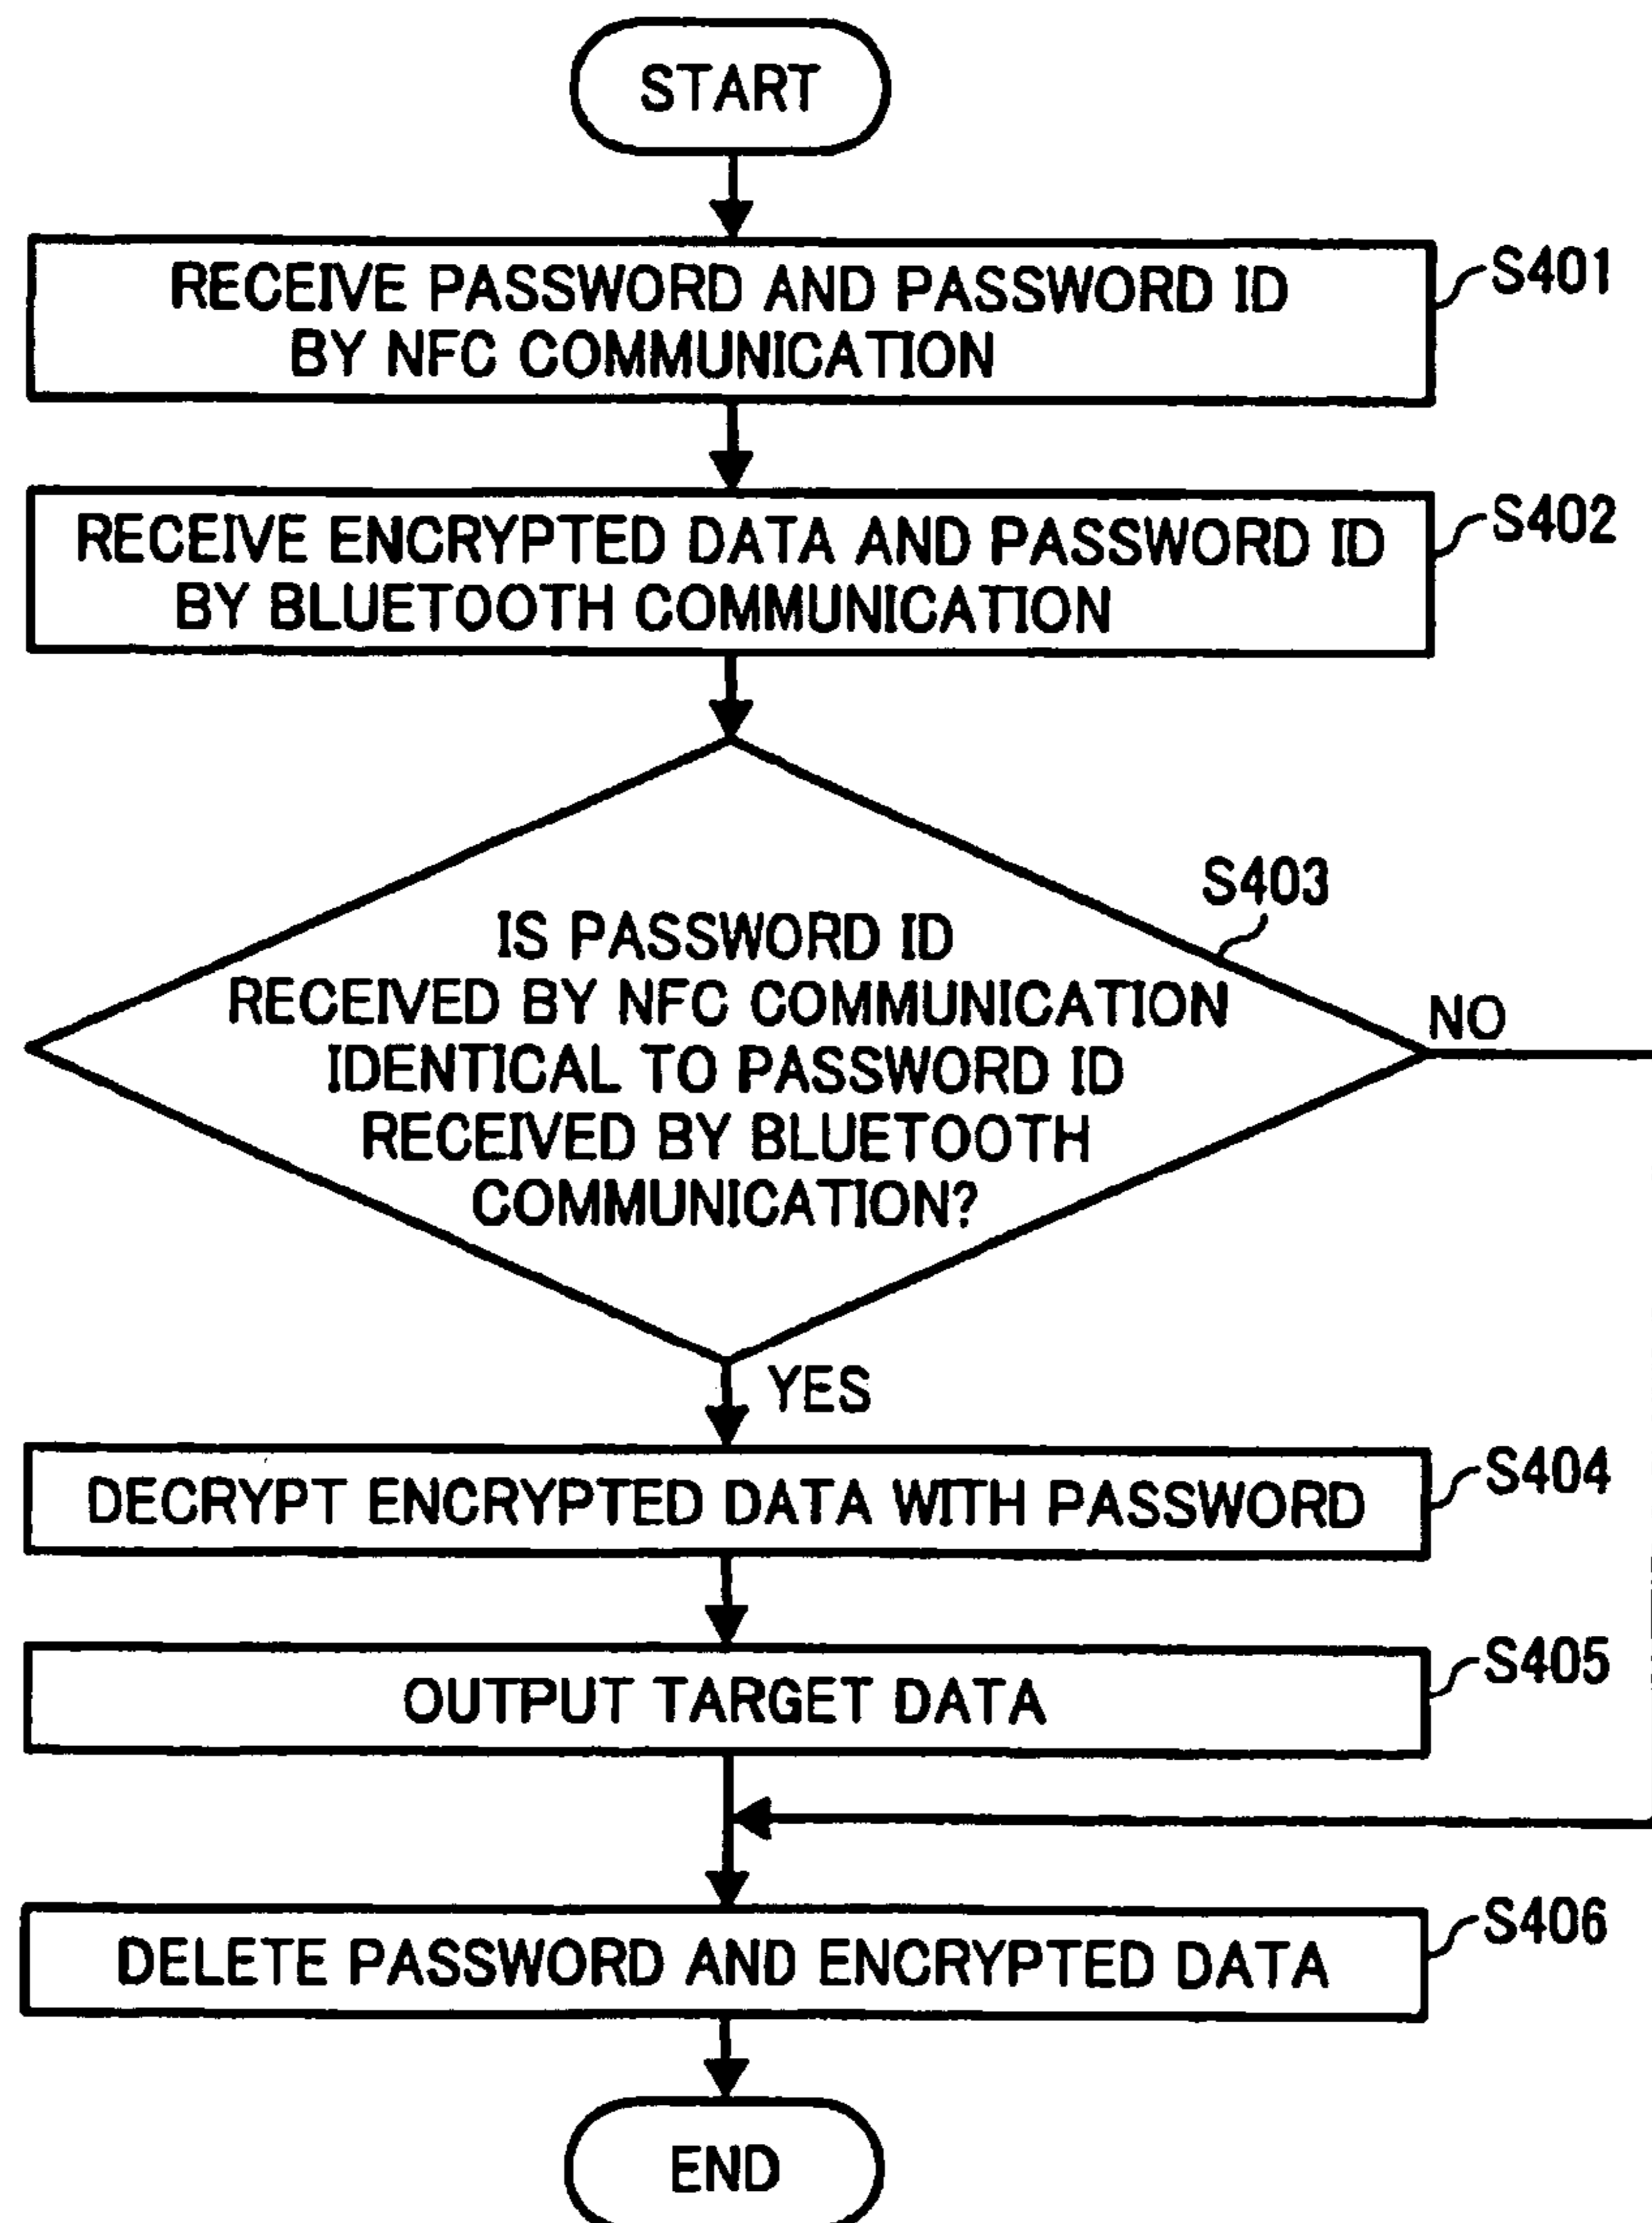 START
RECEIVE PASSWORD AND PASSWORD ID
BY NFC COMMUNICATION
S401
RECEIVE ENCRYPTED DATA AND PASSWORD ID
BY BLUETOOTH COMMUNICATION
S402
S403
IS PASSWORD ID
RECEIVED BY NFC COMMUNICATION
IDENTICAL TO PASSWORD ID
RECEIVED BY BLUETOOTH
COMMUNICATION?
NO
YES
DECRYPT ENCRYPTED DATA WITH PASSWORD
S404
OUTPUT TARGET DATA
S405
DELETE PASSWORD AND ENCRYPTED DATA
S406
END